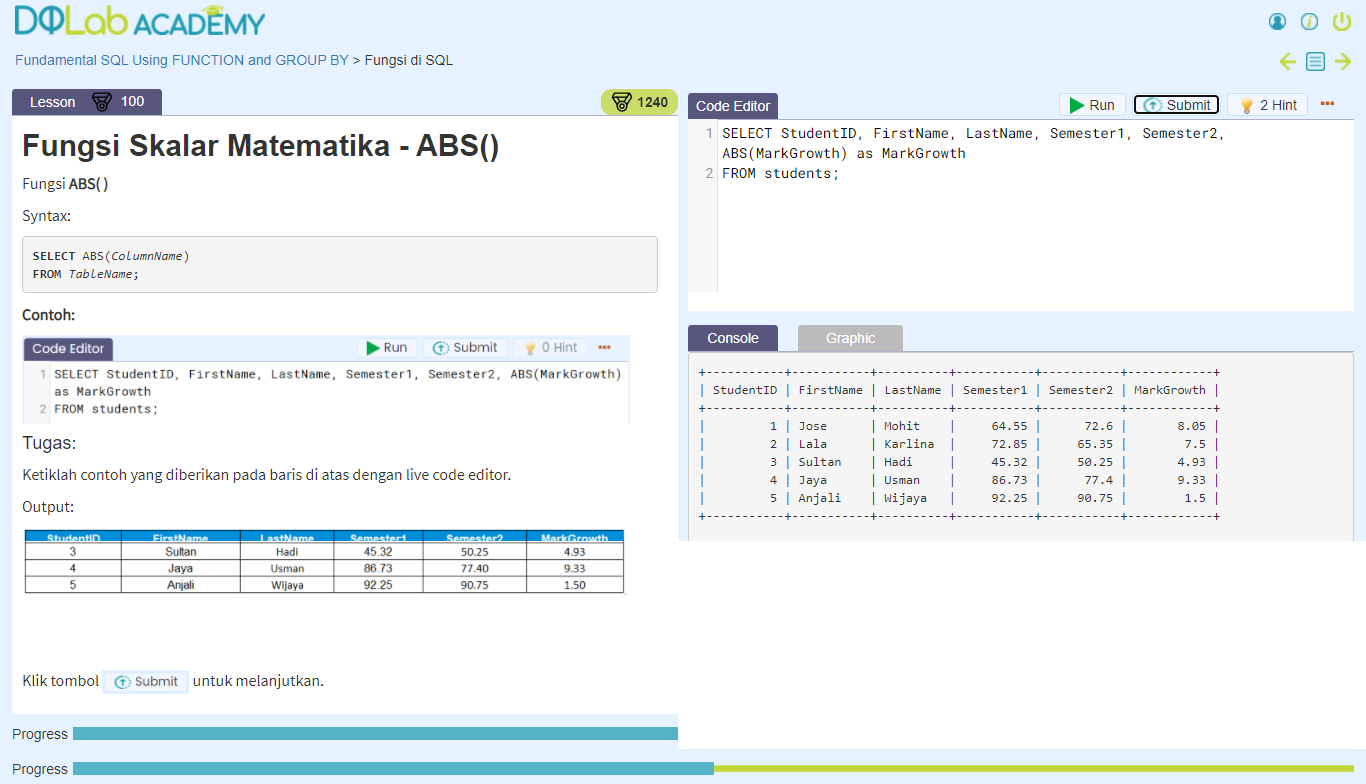 DQLab ACADEMY
Fundamental SQL Using FUNCTION and GROUP BY > Fungsi di SQL
Lesson 100
1240
Fungsi Skalar Matematika - ABS()
Fungsi ABS( )
Syntax:
SELECT ABS(ColumnName)
FROM TableName;
Contoh:
Code Editor Run Submit 0 Hint •••
1 SELECT StudentID, FirstName, LastName, Semester1, Semester2, ABS(MarkGrowth)
as MarkGrowth
2 FROM students;
Tugas:
Ketiklah contoh yang diberikan pada baris di atas dengan live code editor.
Output:
StudentID FirstName LastName Semester1 Semester2 MarkGrowth
3 Sultan Hadi 45.32 50.25 4.93
4 Jaya Usman 86.73 77.40 9.33
5 Anjali Wijaya 92.25 90.75 1.50
Klik tombol Submit untuk melanjutkan.
Progress
Code Editor Run Submit 2 Hint •••
1 SELECT StudentID, FirstName, LastName, Semester1, Semester2,
ABS(MarkGrowth) as MarkGrowth
2 FROM students;
Console Graphic
+-----------+-----------+----------+-----------+-----------+------------+
| StudentID | FirstName | LastName | Semester1 | Semester2 | MarkGrowth |
+-----------+-----------+----------+-----------+-----------+------------+
| 1 | Jose | Mohit | 64.55 | 72.6 | 8.05 |
| 2 | Lala | Karlina | 72.85 | 65.35 | 7.5 |
| 3 | Sultan | Hadi | 45.32 | 50.25 | 4.93 |
| 4 | Jaya | Usman | 86.73 | 77.4 | 9.33 |
| 5 | Anjali | Wijaya | 92.25 | 90.75 | 1.5 |
+-----------+-----------+----------+-----------+-----------+------------+
Progress